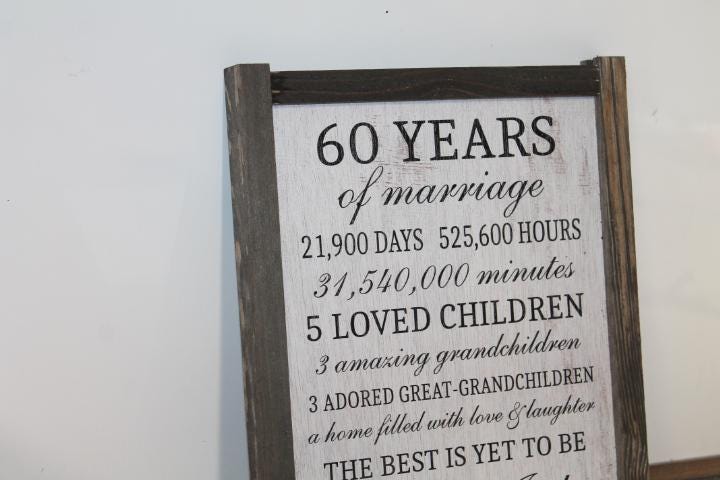 60 YEARS
of marriage
21,900 DAYS 525,600 HOURS
31,540,000 minutes
5 LOVED CHILDREN
3 amazing grandchildren
3 ADORED GREAT-GRANDCHILDREN
a home filled with love & laughter
THE BEST IS YET TO BE